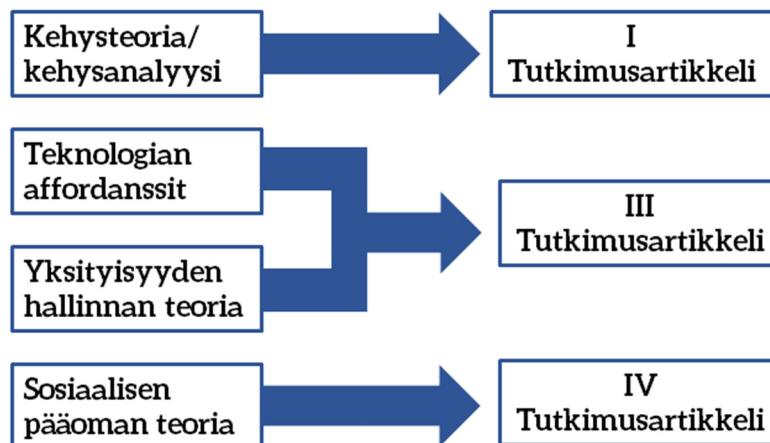 Kehysteoria/
kehysanalyysi
I
Tutkimusartikkeli
Teknologian
affordanssit
Yksityisyyden
hallinnan teoria
III
Tutkimusartikkeli
Sosiaalisen
pääoman teoria
IV
Tutkimusartikkeli